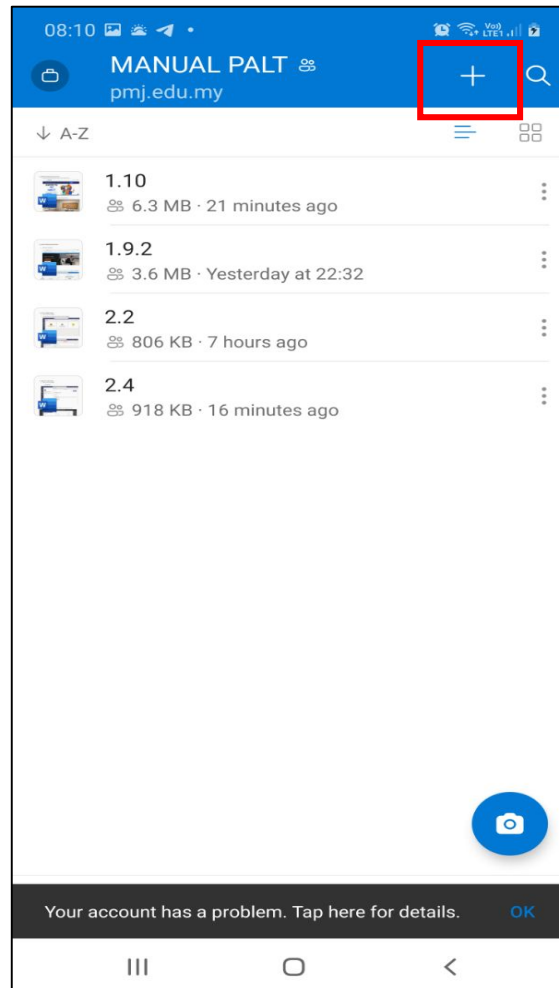 08:10
MANUAL PALT
pmj.edu.my
A-Z
1.10
6.3 MB · 21 minutes ago
1.9.2
3.6 MB · Yesterday at 22:32
2.2
806 KB · 7 hours ago
2.4
918 KB · 16 minutes ago
Your account has a problem. Tap here for details. OK